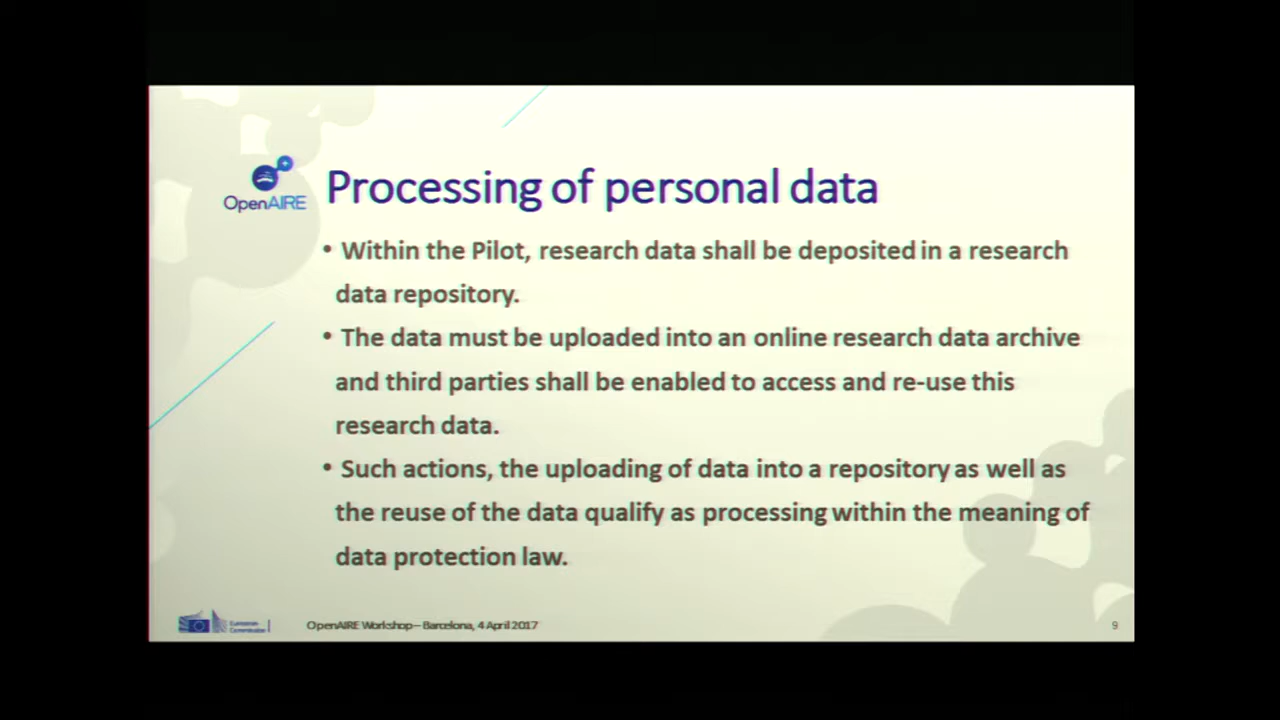 OpenAIRE
Processing of personal data
• Within the Pilot, research data shall be deposited in a research
data repository.
• The data must be uploaded into an online research data archive
and third parties shall be enabled to access and re-use this
research data.
• Such actions, the uploading of data into a repository as well as
the reuse of the data qualify as processing within the meaning of
data protection law.
European
Commission
OpenAIRE Workshop – Barcelona, 4 April 2017
9